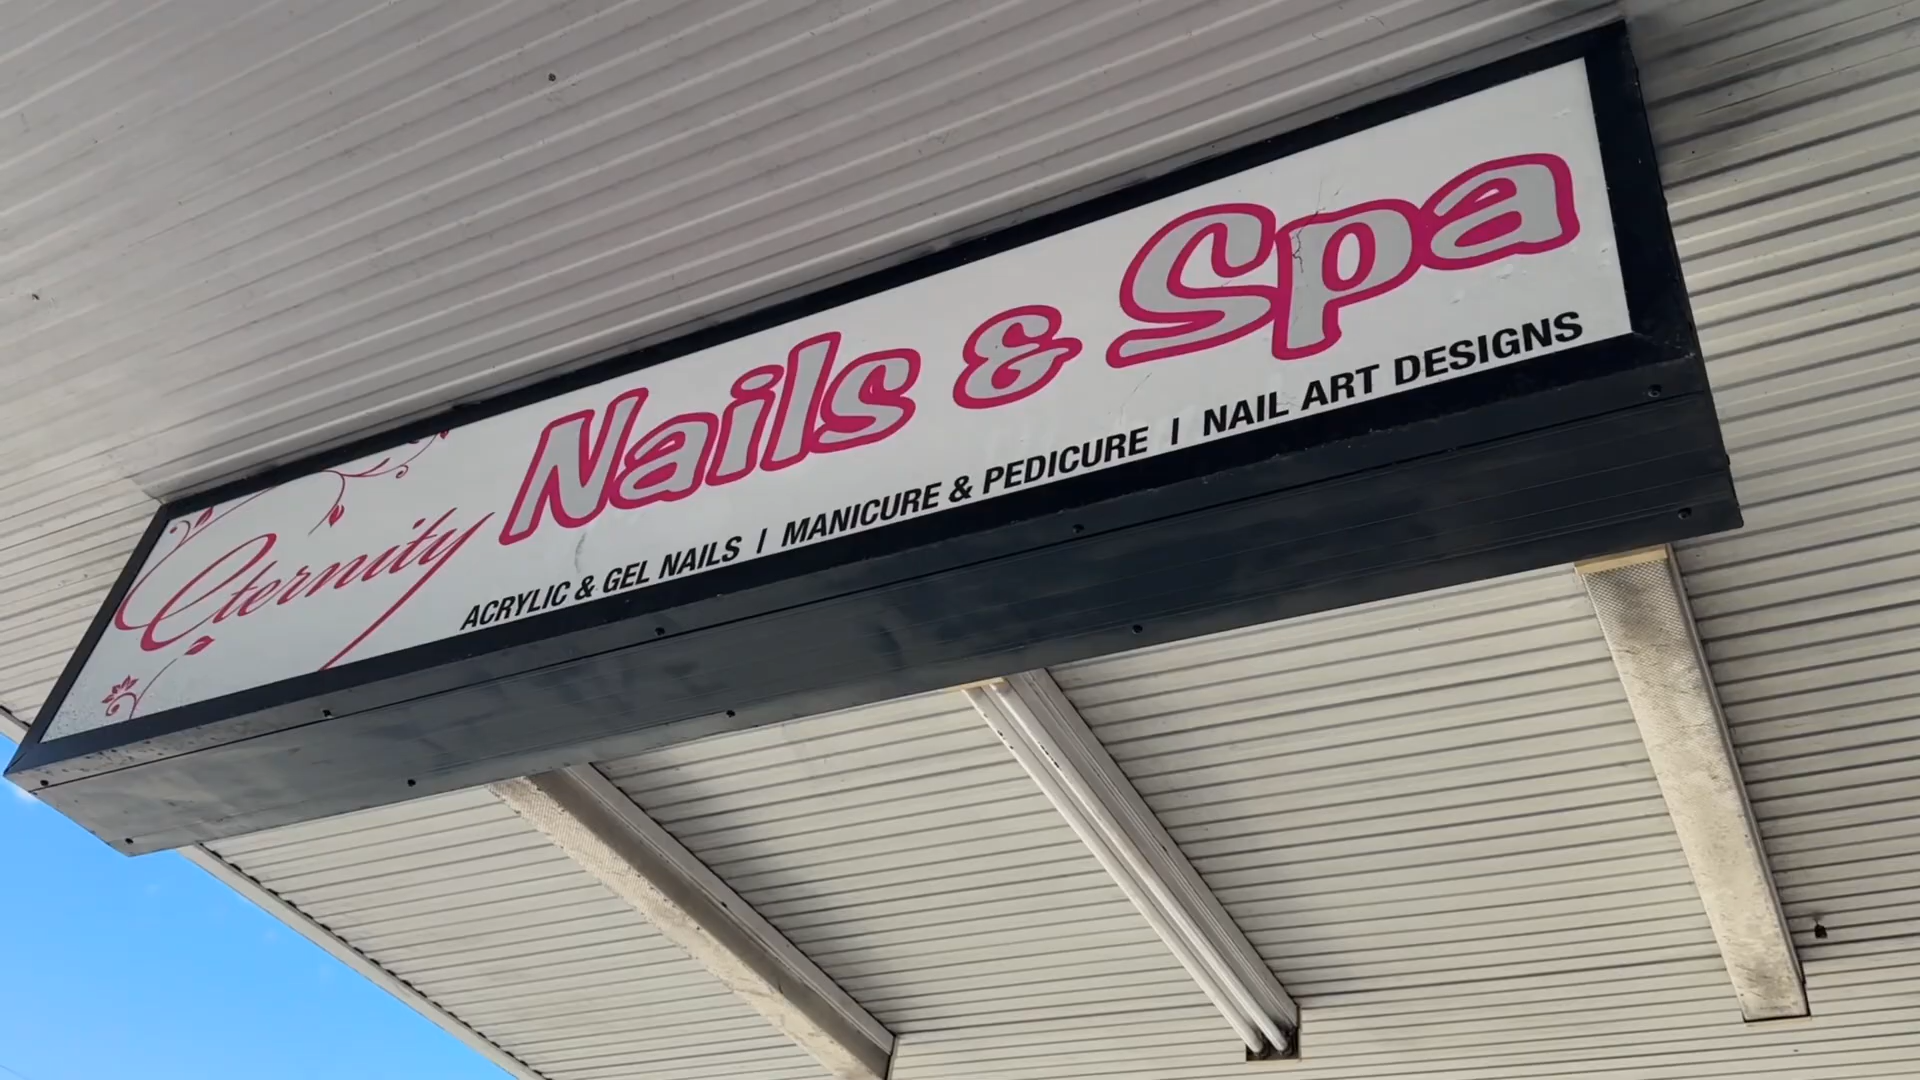 Eternity Nails & Spa
ACRYLIC & GEL NAILS | MANICURE & PEDICURE | NAIL ART DESIGNS